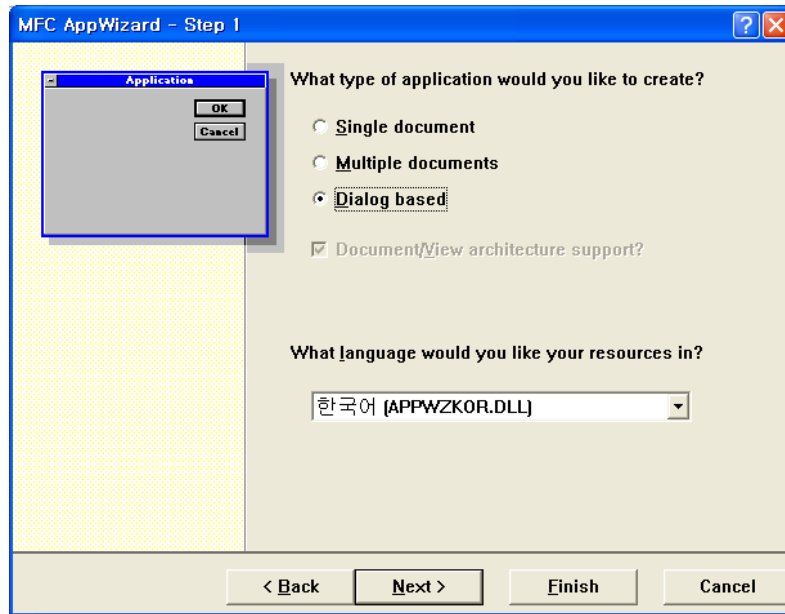 MFC AppWizard - Step 1
Application
OK
Cancel
What type of application would you like to create?
Single document
Multiple documents
Dialog based
Document/View architecture support?
What language would you like your resources in?
한국어 (APPWZKOR.DLL)
< Back Next > Finish Cancel